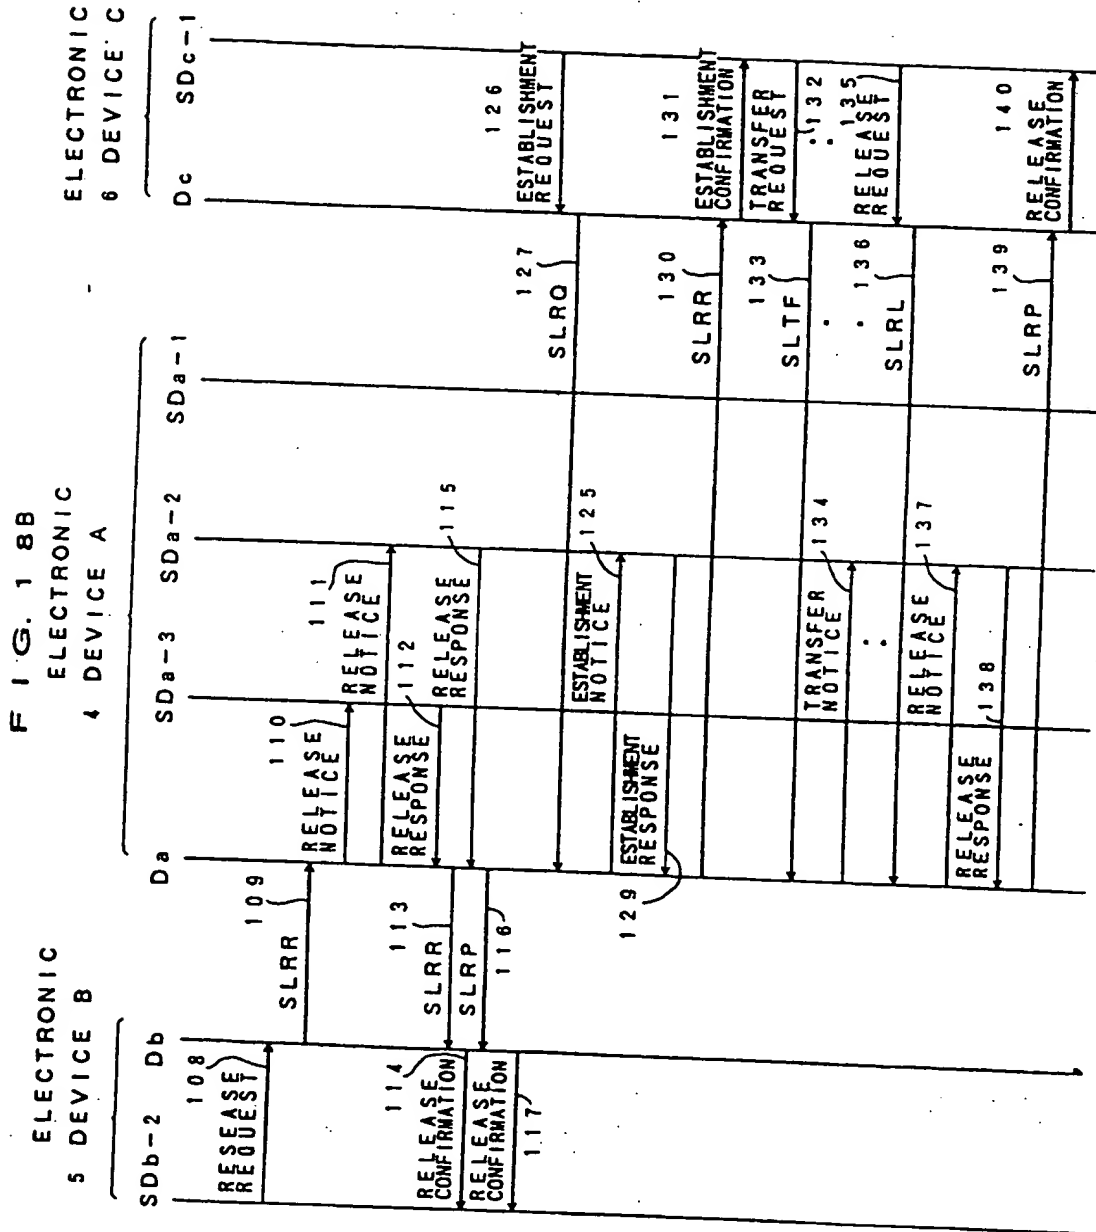 F I G. 1 8B
ELECTRONIC
5 DEVICE B
ELECTRONIC
4 DEVICE A
ELECTRONIC
6 DEVICE C
SDb-2
Db
Da
SDa-3
SDa-2
SDa-1
Dc
SDc-1
108
RESEASE
REQUEST
109
SLRR
110
RELEASE
NOTICE
111
RELEASE
NOTICE
112
RELEASE
RESPONSE
113
SLRR
114
RELEASE
CONFIRMATION
115
RELEASE
RESPONSE
SLRP
116
RELEASE
CONFIRMATION
117
126
ESTABLISHMENT
REQUEST
127
SLRQ
125
ESTABLISHMENT
NOTICE
ESTABLISHMENT
RESPONSE
129
130
SLRR
131
ESTABLISHMENT
CONFIRMATION
TRANSFER
REQUEST
132
133
SLTF
134
TRANSFER
NOTICE
135
RELEASE
REQUEST
136
SLRL
137
RELEASE
NOTICE
138
RELEASE
RESPONSE
139
SLRP
140
RELEASE
CONFIRMATION